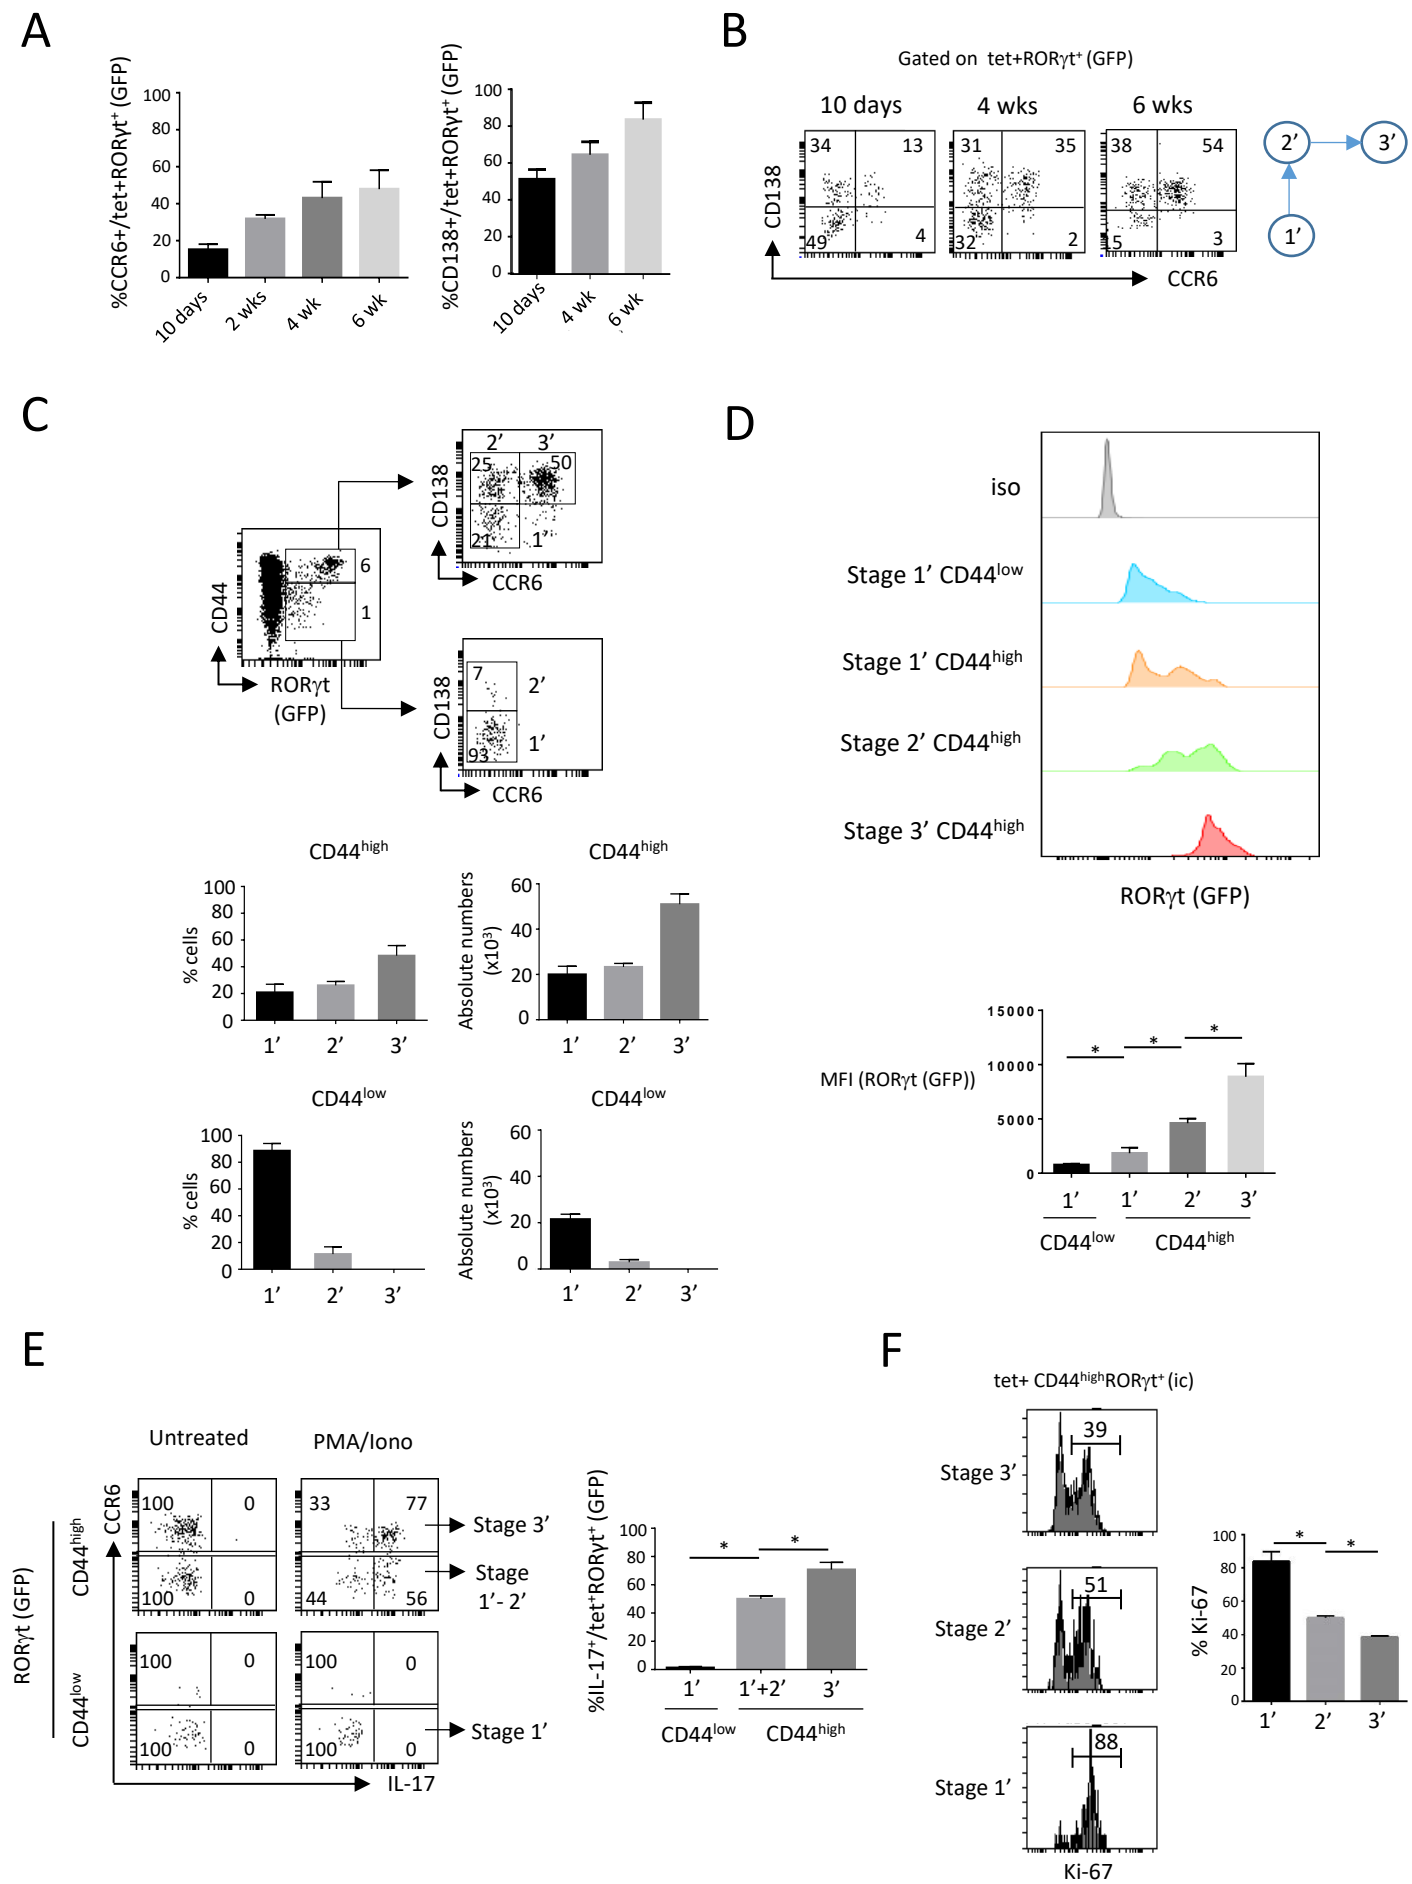 A
%CCR6+/tet+RORγt⁺ (GFP)
100
80
60
40
20
0
10 days
2 wks
4 wk
6 wk
%CD138+/tet+RORγt⁺ (GFP)
100
80
60
40
20
0
10 days
4 wk
6 wk
B
Gated on tet+RORγt⁺ (GFP)
10 days
4 wks
6 wks
34
13
49
4
31
35
32
2
38
54
15
3
CD138
CCR6
2’
3’
1’
C
CD44
RORγt
(GFP)
6
1
CD138
CCR6
2’
3’
25
50
21
1’
CD138
CCR6
7
2’
93
1’
CD44high
% cells
100
80
60
40
20
0
1’
2’
3’
CD44high
Absolute numbers
(x10³)
60
40
20
0
1’
2’
3’
CD44low
% cells
100
80
60
40
20
0
1’
2’
3’
CD44low
Absolute numbers
(x10³)
60
40
20
0
1’
2’
3’
D
iso
Stage 1’ CD44low
Stage 1’ CD44high
Stage 2’ CD44high
Stage 3’ CD44high
RORγt (GFP)
MFI (RORγt (GFP))
15000
10000
5000
0
*
*
*
1’
1’
2’
3’
CD44low
CD44high
E
Untreated
PMA/Iono
RORγt (GFP)
CD44high
CD44low
CCR6
100
0
100
0
33
77
44
56
Stage 3’
Stage
1’- 2’
100
0
100
0
100
0
100
0
Stage 1’
IL-17
%IL-17⁺/tet⁺RORγt⁺ (GFP)
100
80
60
40
20
0
*
*
1’
1’+2’
3’
CD44low
CD44high
F
tet+ CD44highRORγt⁺ (ic)
Stage 3’
39
Stage 2’
51
Stage 1’
88
Ki-67
% Ki-67
100
80
60
40
20
0
*
*
1’
2’
3’